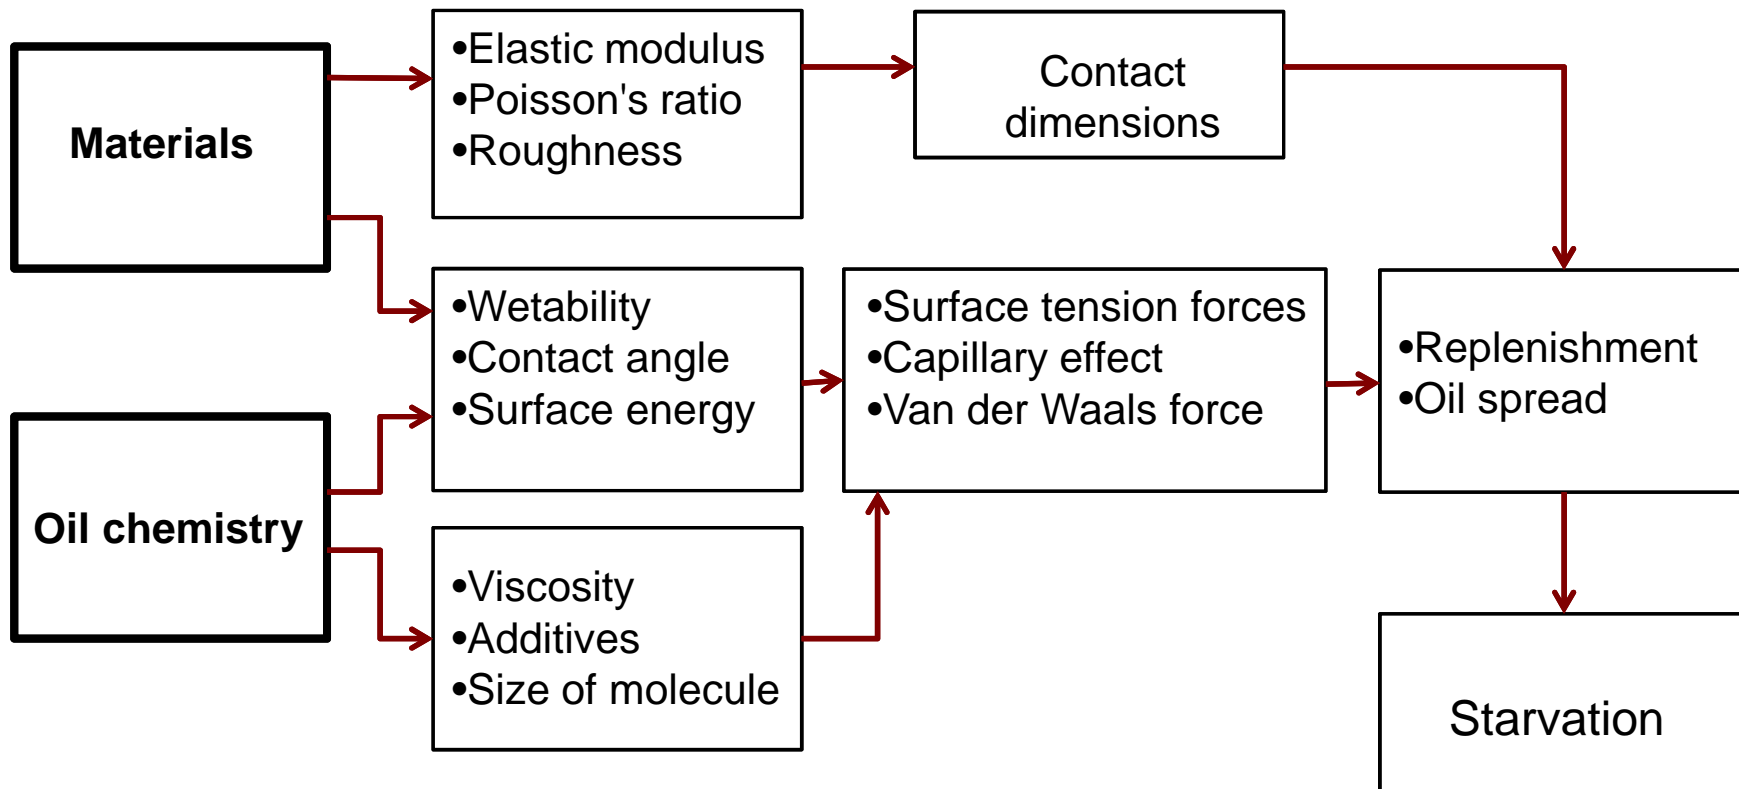 Materials
•Elastic modulus
•Poisson's ratio
•Roughness
Contact
dimensions
•Wetability
•Contact angle
•Surface energy
•Surface tension forces
•Capillary effect
•Van der Waals force
•Replenishment
•Oil spread
Oil chemistry
•Viscosity
•Additives
•Size of molecule
Starvation